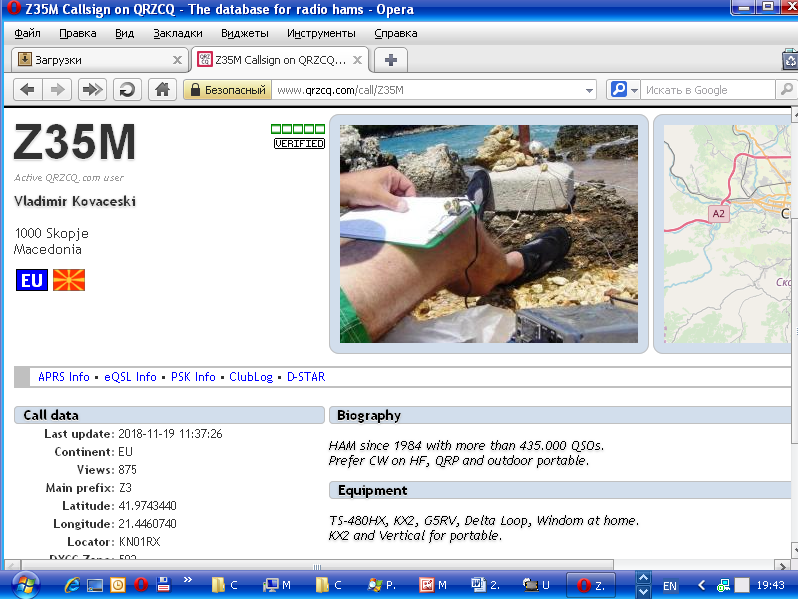 Z35M Callsign on QRZCQ - The database for radio hams - Opera
Файл Правка Вид Закладки Виджеты Инструменты Справка
Загрузки
Z35M Callsign on QRZCQ...
Безопасный
www.qrzcq.com/call/Z35M
Искать в Google
Z35M
VERIFIED
Active QRZCQ.com user
Vladimir Kovaceski
1000 Skopje
Macedonia
EU
A2
APRS Info • eQSL Info • PSK Info • ClubLog • D-STAR
Call data
Last update: 2018-11-19 11:37:26
Continent: EU
Views: 875
Main prefix: Z3
Latitude: 41.9743440
Longitude: 21.4460740
Locator: KN01RX
Biography
HAM since 1984 with more than 435.000 QSOs.
Prefer CW on HF, QRP and outdoor portable.
Equipment
TS-480HX, KX2, G5RV, Delta Loop, Windom at home.
KX2 and Vertical for portable.
С M С P. M 2. U Z. EN 19:43